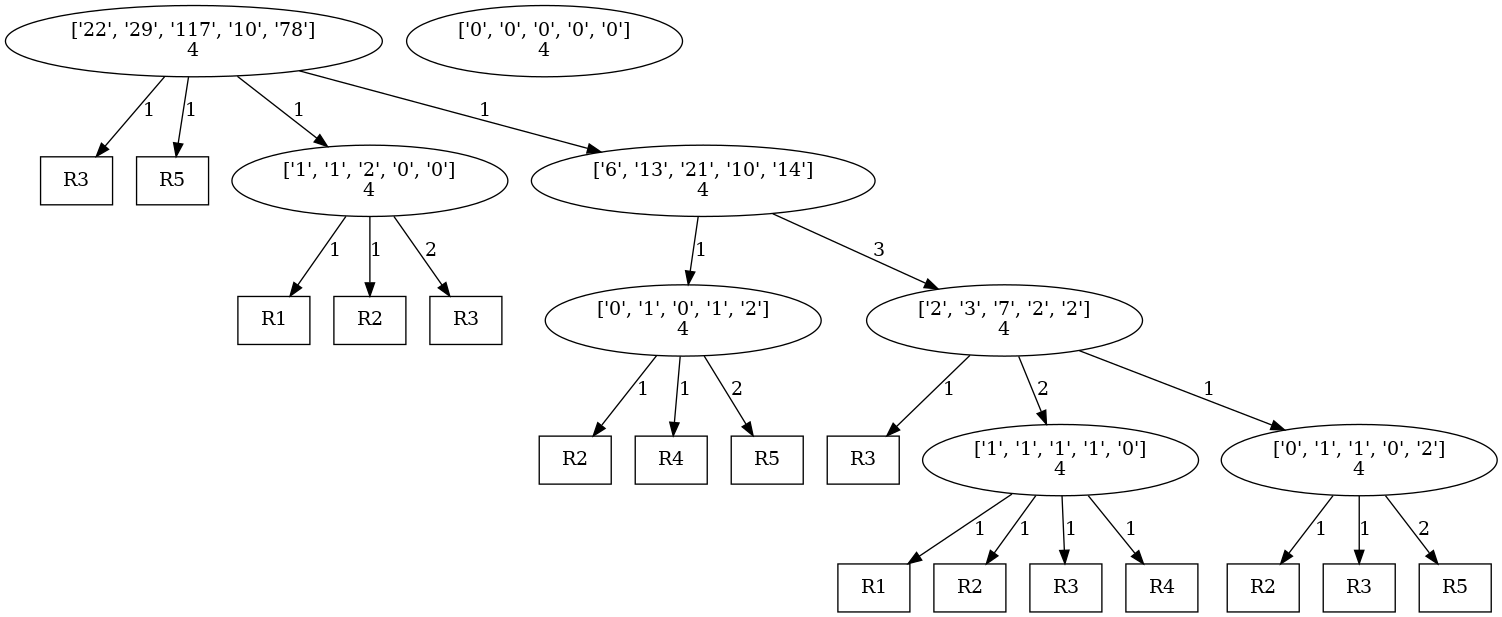 ['22', '29', '117', '10', '78']
4
['0', '0', '0', '0', '0']
4
1
1
1
1
R3
R5
['1', '1', '2', '0', '0']
4
['6', '13', '21', '10', '14']
4
1
1
2
1
3
R1
R2
R3
['0', '1', '0', '1', '2']
4
['2', '3', '7', '2', '2']
4
1
1
2
1
2
1
R2
R4
R5
R3
['1', '1', '1', '1', '0']
4
['0', '1', '1', '0', '2']
4
1
1
1
1
1
1
2
R1
R2
R3
R4
R2
R3
R5